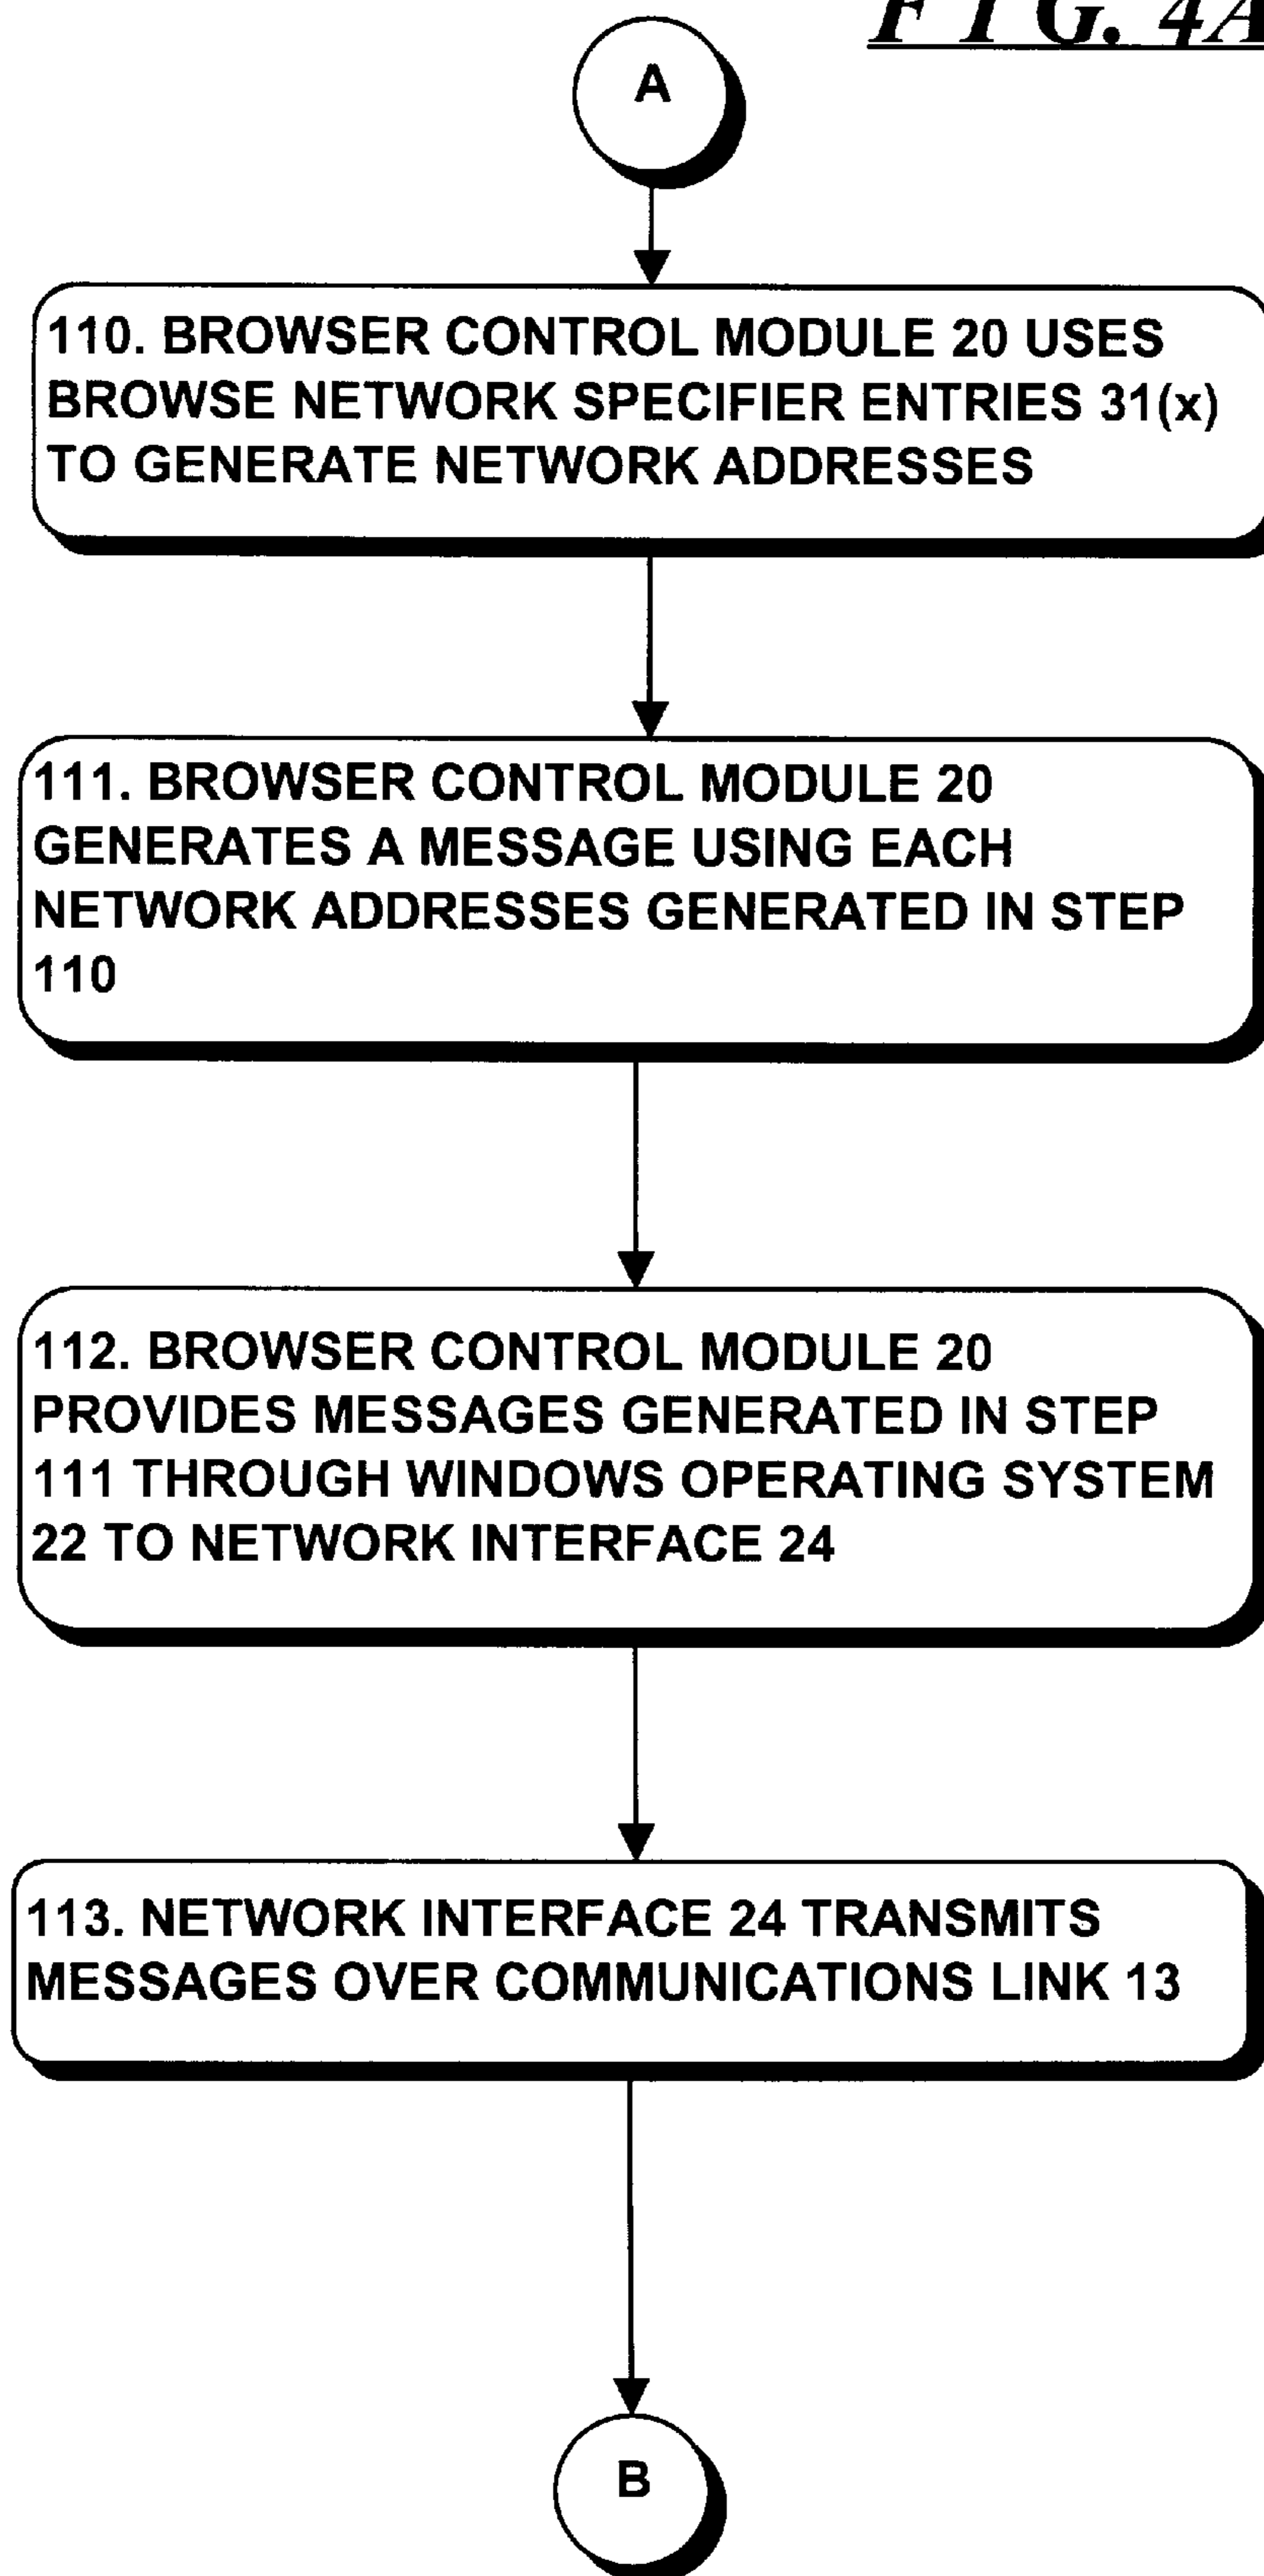 FIG. 4A
A
110. BROWSER CONTROL MODULE 20 USES
BROWSE NETWORK SPECIFIER ENTRIES 31(x)
TO GENERATE NETWORK ADDRESSES
111. BROWSER CONTROL MODULE 20
GENERATES A MESSAGE USING EACH
NETWORK ADDRESSES GENERATED IN STEP
110
112. BROWSER CONTROL MODULE 20
PROVIDES MESSAGES GENERATED IN STEP
111 THROUGH WINDOWS OPERATING SYSTEM
22 TO NETWORK INTERFACE 24
113. NETWORK INTERFACE 24 TRANSMITS
MESSAGES OVER COMMUNICATIONS LINK 13
B